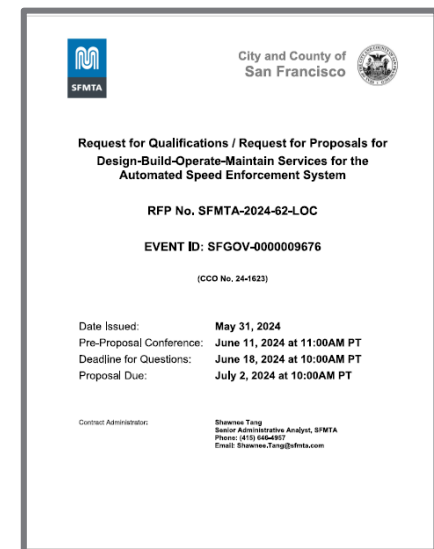 SFMTA
City and County of
San Francisco
Request for Qualifications / Request for Proposals for
Design-Build-Operate-Maintain Services for the
Automated Speed Enforcement System
RFP No. SFMTA-2024-62-LOC
EVENT ID: SFGOV-0000009676
(CCO No. 24-1623)
Date Issued: May 31, 2024
Pre-Proposal Conference: June 11, 2024 at 11:00AM PT
Deadline for Questions: June 18, 2024 at 10:00AM PT
Proposal Due: July 2, 2024 at 10:00AM PT
Contract Administrator: Shawnee Tang
Senior Administrative Analyst, SFMTA
Phone: (415) 646-4957
Email: Shawnee.Tang@sfmta.com